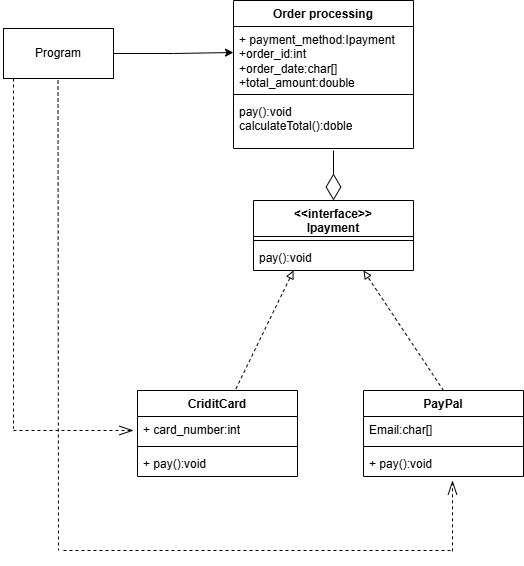 Order processing
+ payment_method:Ipayment
+order_id:int
+order_date:char[]
+total_amount:double
pay():void
calculateTotal():doble
Program
<<interface>>
Ipayment
pay():void
CriditCard
+ card_number:int
+ pay():void
PayPal
Email:char[]
+ pay():void